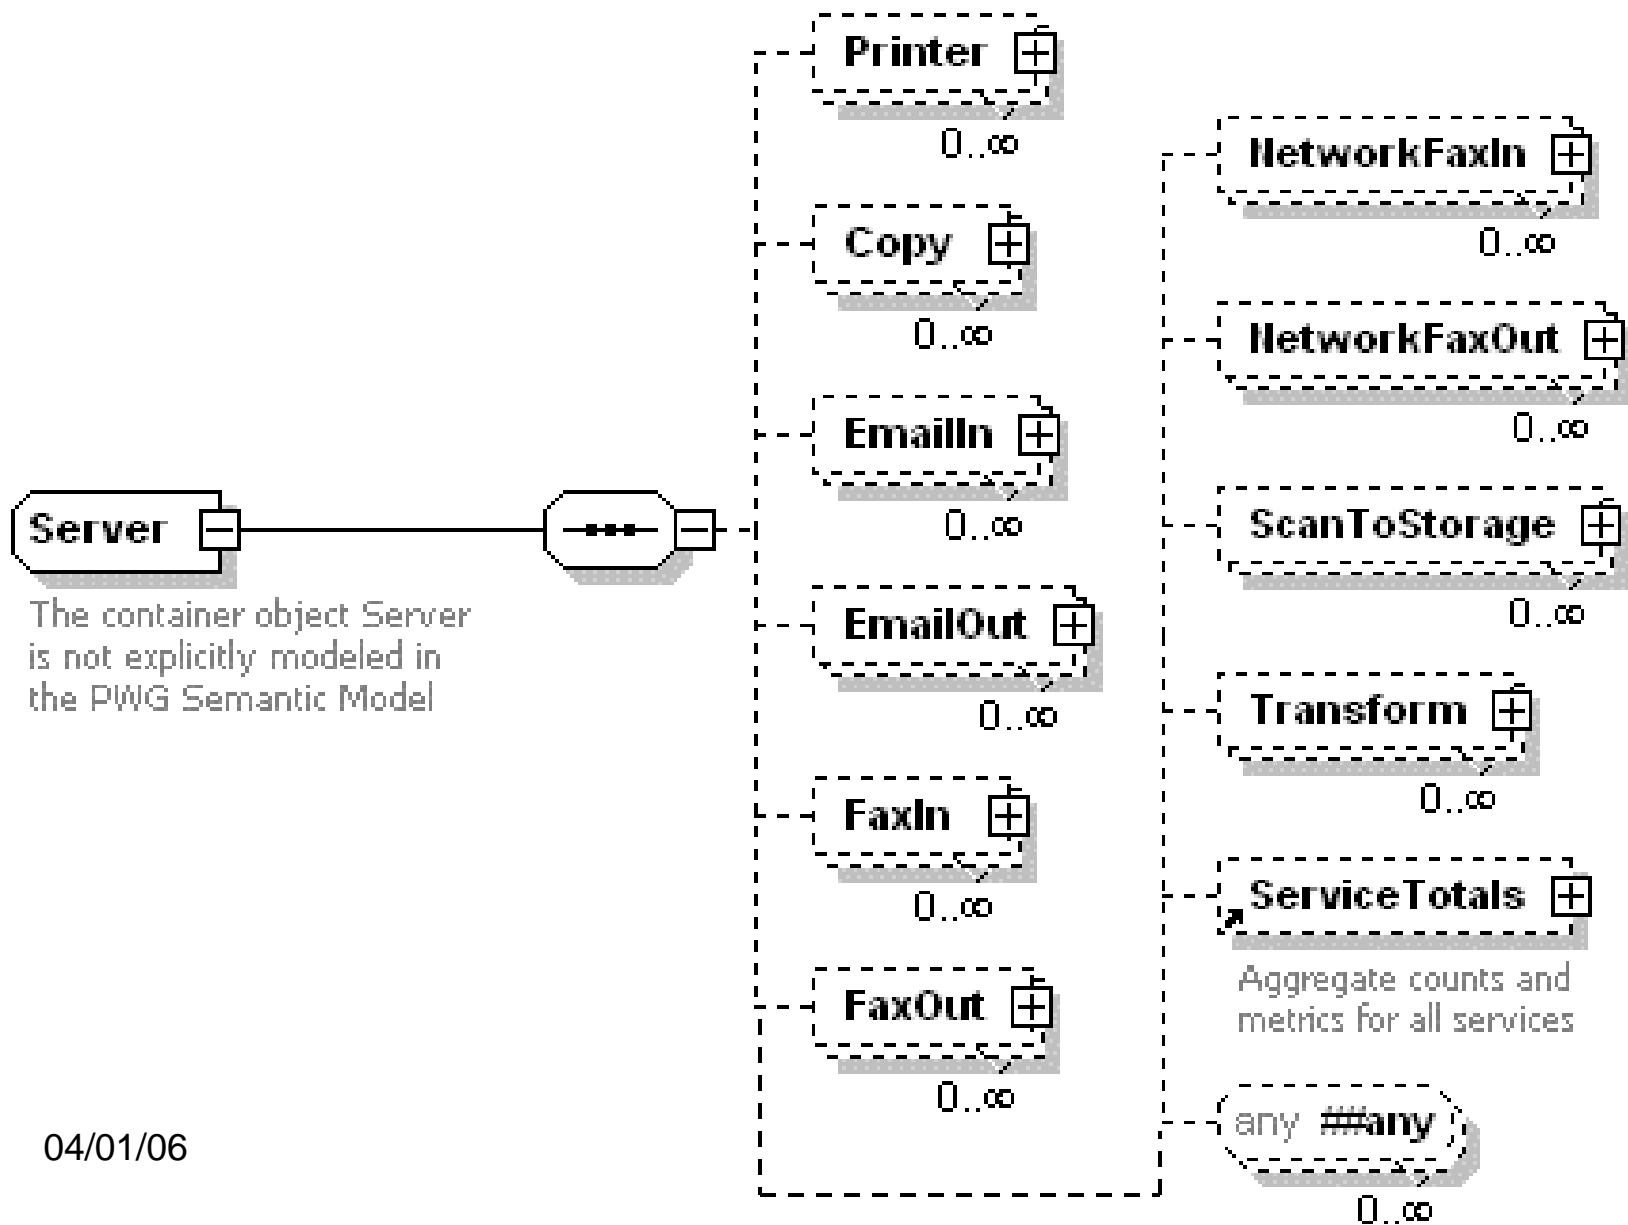 Printer
0..∞
Copy
0..∞
EmailIn
0..∞
EmailOut
0..∞
FaxIn
0..∞
FaxOut
0..∞
Server
The container object Server
is not explicitly modeled in
the PWG Semantic Model
NetworkFaxIn
0..∞
NetworkFaxOut
0..∞
ScanToStorage
0..∞
Transform
0..∞
ServiceTotals
Aggregate counts and
metrics for all services
any ##any
0..∞
04/01/06